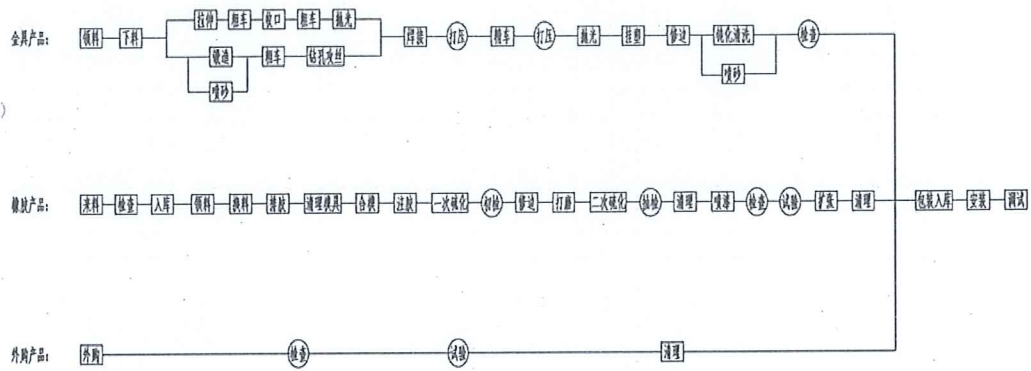 拉伸 粗车 粗车 抛光
金具产品: 领料 下料 焊接 打压 精车 打压 抛光 挂塑 修边 钝化清洗 检查
锻造 粗车 钻孔攻丝
喷砂 喷砂
橡胶产品: 来料 检查 入库 领料 换料 排胶 清理模具 合模 注胶 一次硫化 初检 修边 打磨 二次硫化 抽检 清理 喷漆 检查 试验 扩张 清理 包装入库 安装 调试
外购产品: 外购 检查 试验 清理